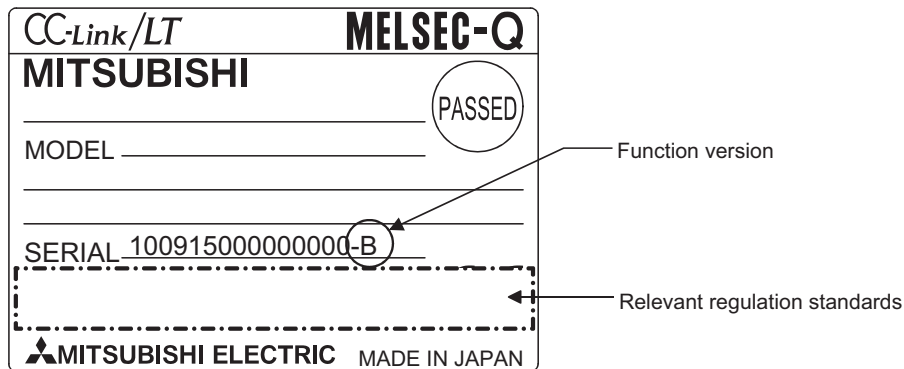 CC-Link/LT MELSEC-Q
MITSUBISHI
PASSED
MODEL
Function version
SERIAL 100915000000000-B
Relevant regulation standards
MITSUBISHI ELECTRIC MADE IN JAPAN